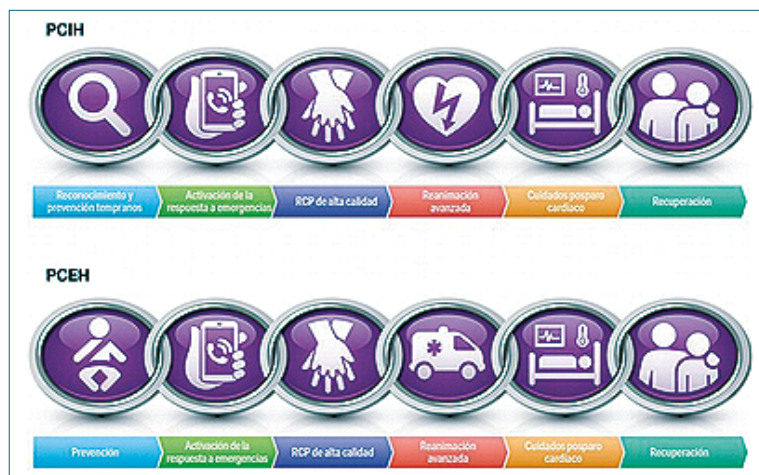 PCIH
Reconocimiento y
prevención tempranos
Activación de la
respuesta a emergencias
RCP de alta calidad
Reanimación
avanzada
Cuidados posparo
cardíaco
Recuperación
PCEH
Prevención
Activación de la
respuesta a emergencias
RCP de alta calidad
Reanimación
avanzada
Cuidados posparo
cardíaco
Recuperación